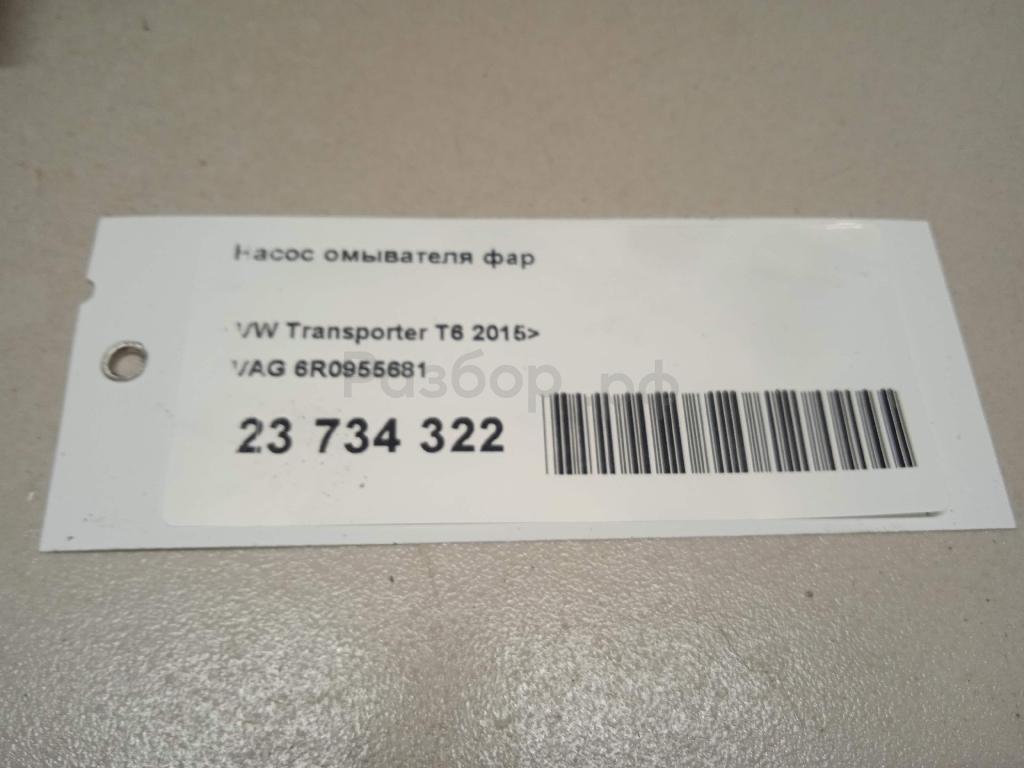 Насос омывателя фар
VW Transporter T6 2015>
VAG 6R0955681
Разбор.рф
23 734 322